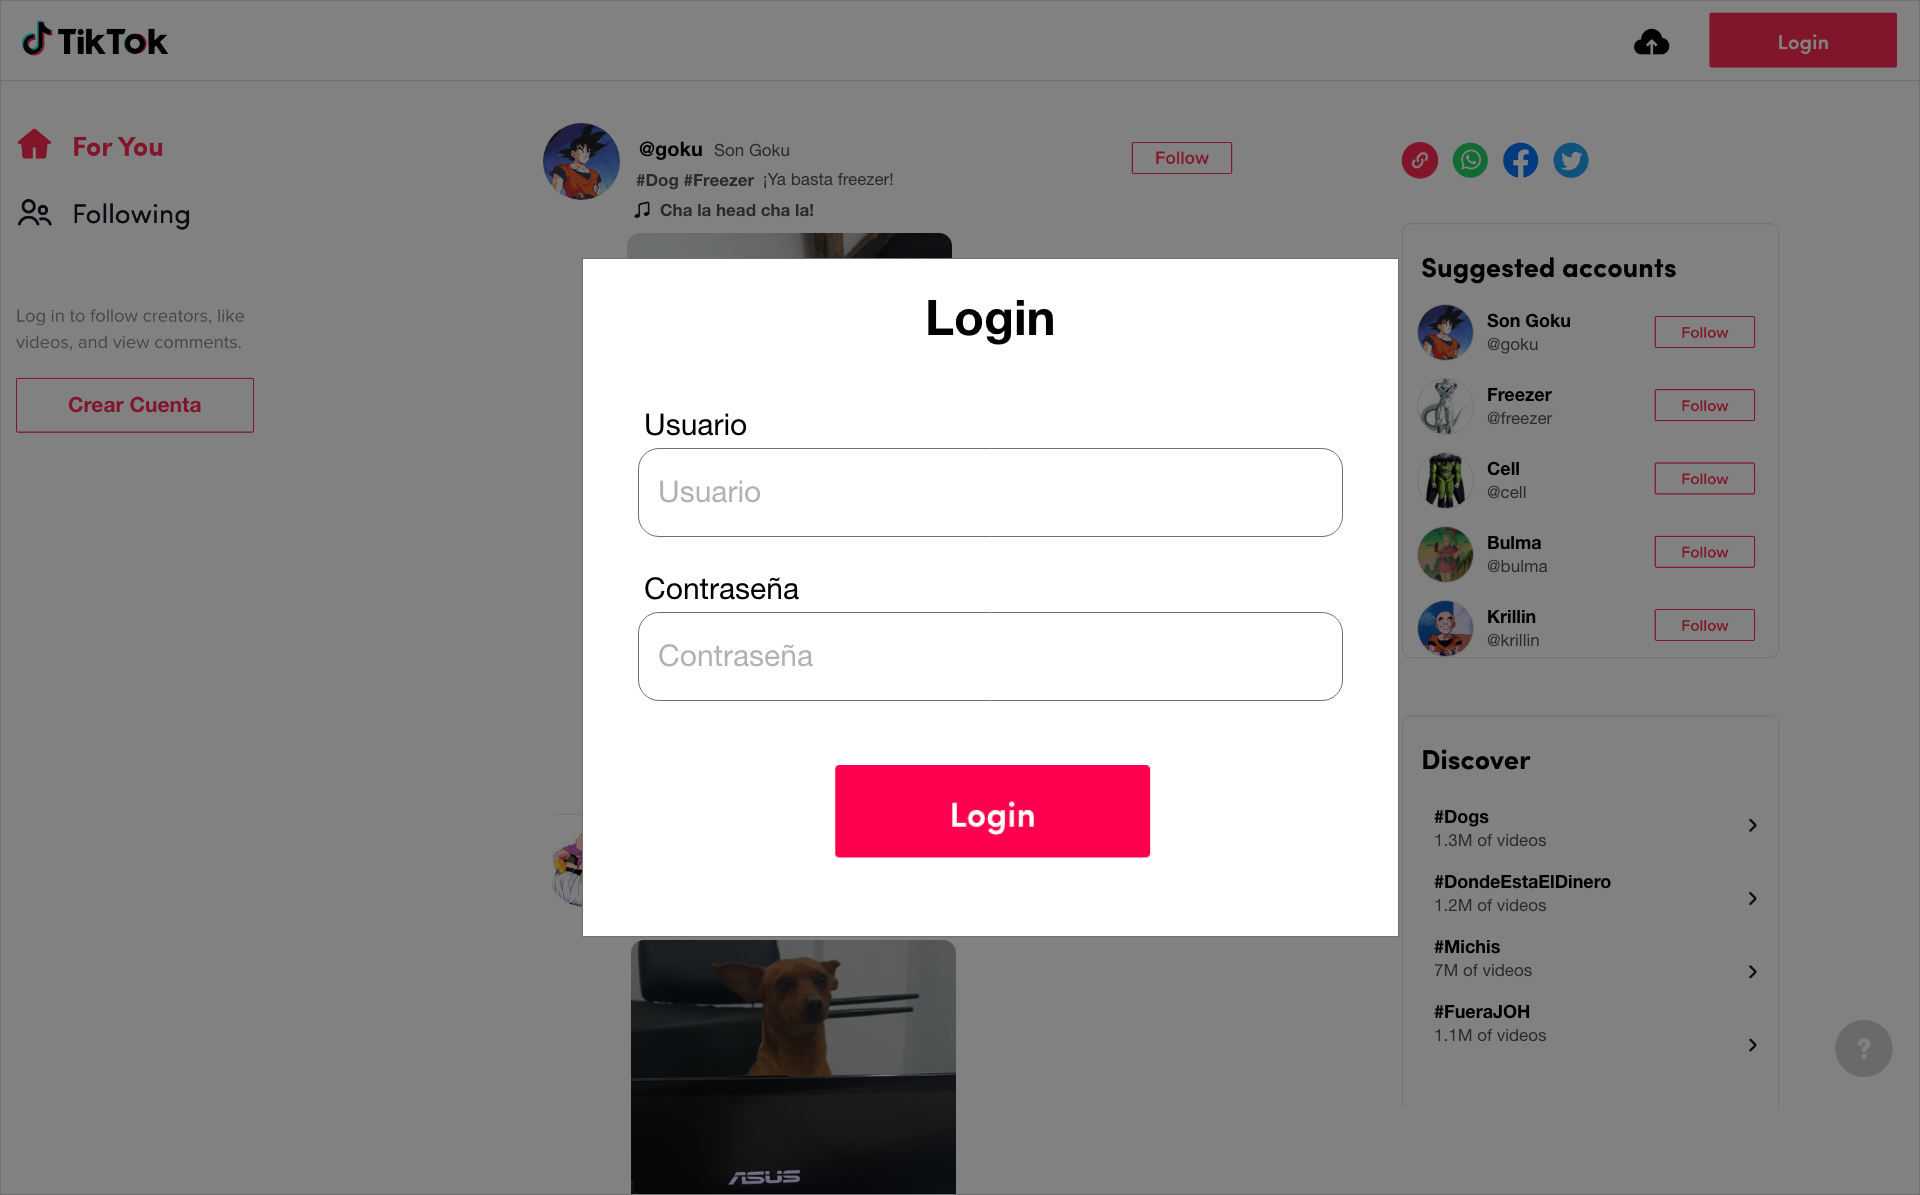 TikTok
Login
For You
Following
Log in to follow creators, like
videos, and view comments.
Crear Cuenta
@goku Son Goku
Follow
#Dog #Freezer ¡Ya basta freezer!
Cha la head cha la!
Login
Usuario
Usuario
Contraseña
Contraseña
Login
ASUS
Suggested accounts
Son Goku
@goku
Follow
Freezer
@freezer
Follow
Cell
@cell
Follow
Bulma
@bulma
Follow
Krillin
@krillin
Follow
Discover
#Dogs
1.3M of videos
#DondeEstaElDinero
1.2M of videos
#Michis
7M of videos
#FueraJOH
1.1M of videos
?